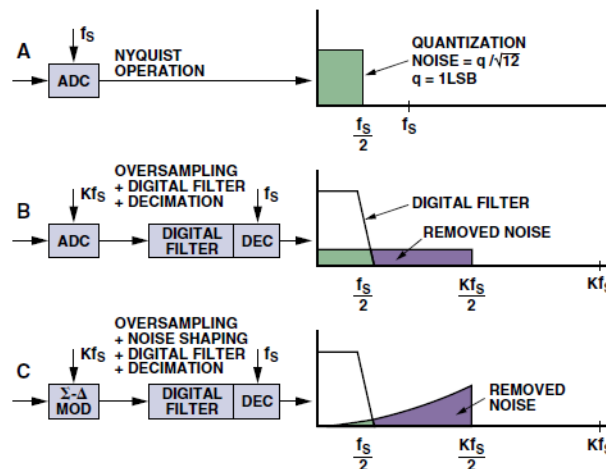 A
fS
ADC
NYQUIST
OPERATION
QUANTIZATION
NOISE = q /√12
q = 1LSB
fS/2
fS
B
KfS
OVERSAMPLING
+ DIGITAL FILTER
+ DECIMATION
fS
ADC
DIGITAL
FILTER
DEC
DIGITAL FILTER
REMOVED NOISE
fS/2
KfS/2
KfS
C
KfS
OVERSAMPLING
+ NOISE SHAPING
+ DIGITAL FILTER
+ DECIMATION
fS
Σ-Δ
MOD
DIGITAL
FILTER
DEC
REMOVED
NOISE
fS/2
KfS/2
KfS